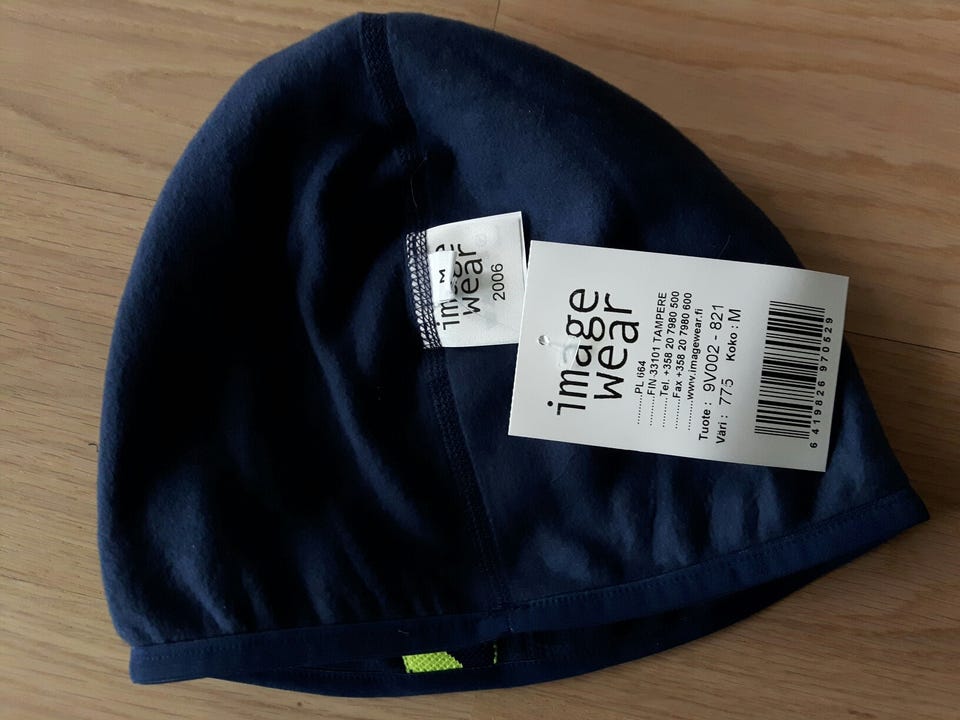 M
image
wear
2006
image
wear
.........PL 664
.........FIN-33101 TAMPERE
.........Tel. +358 20 7980 500
.........Fax +358 20 7980 600
.........www.imagewear.fi
Tuote : 9V002 - 821
Väri : 775 Koko : M
6 419826 970529